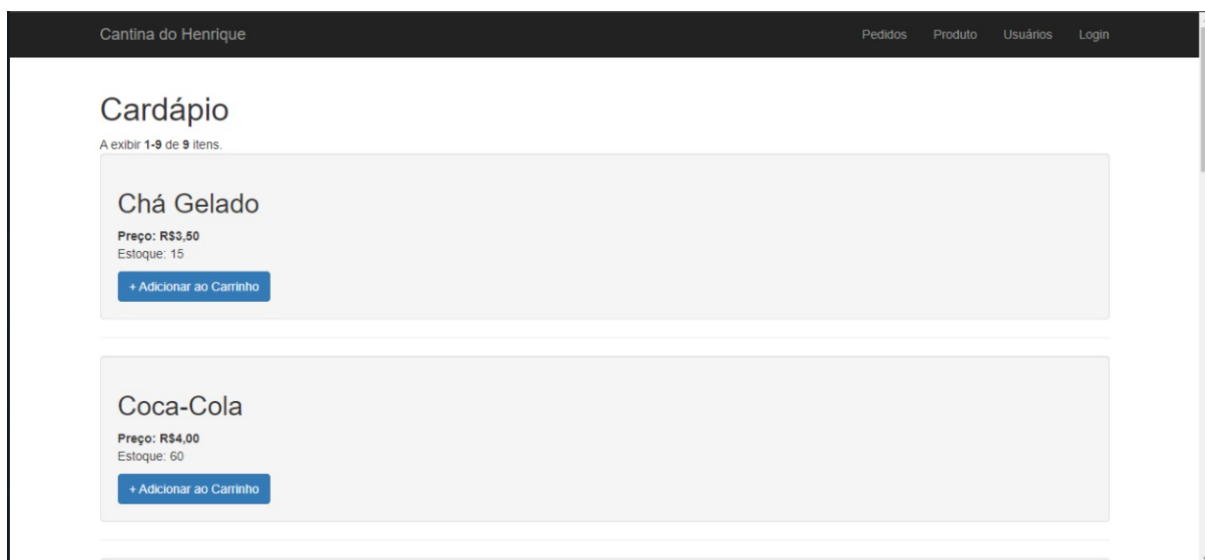 Cantina do Henrique
Pedidos Produto Usuários Login
Cardápio
A exibir 1-9 de 9 itens.
Chá Gelado
Preço: R$3,50
Estoque: 15
+ Adicionar ao Carrinho
Coca-Cola
Preço: R$4,00
Estoque: 60
+ Adicionar ao Carrinho